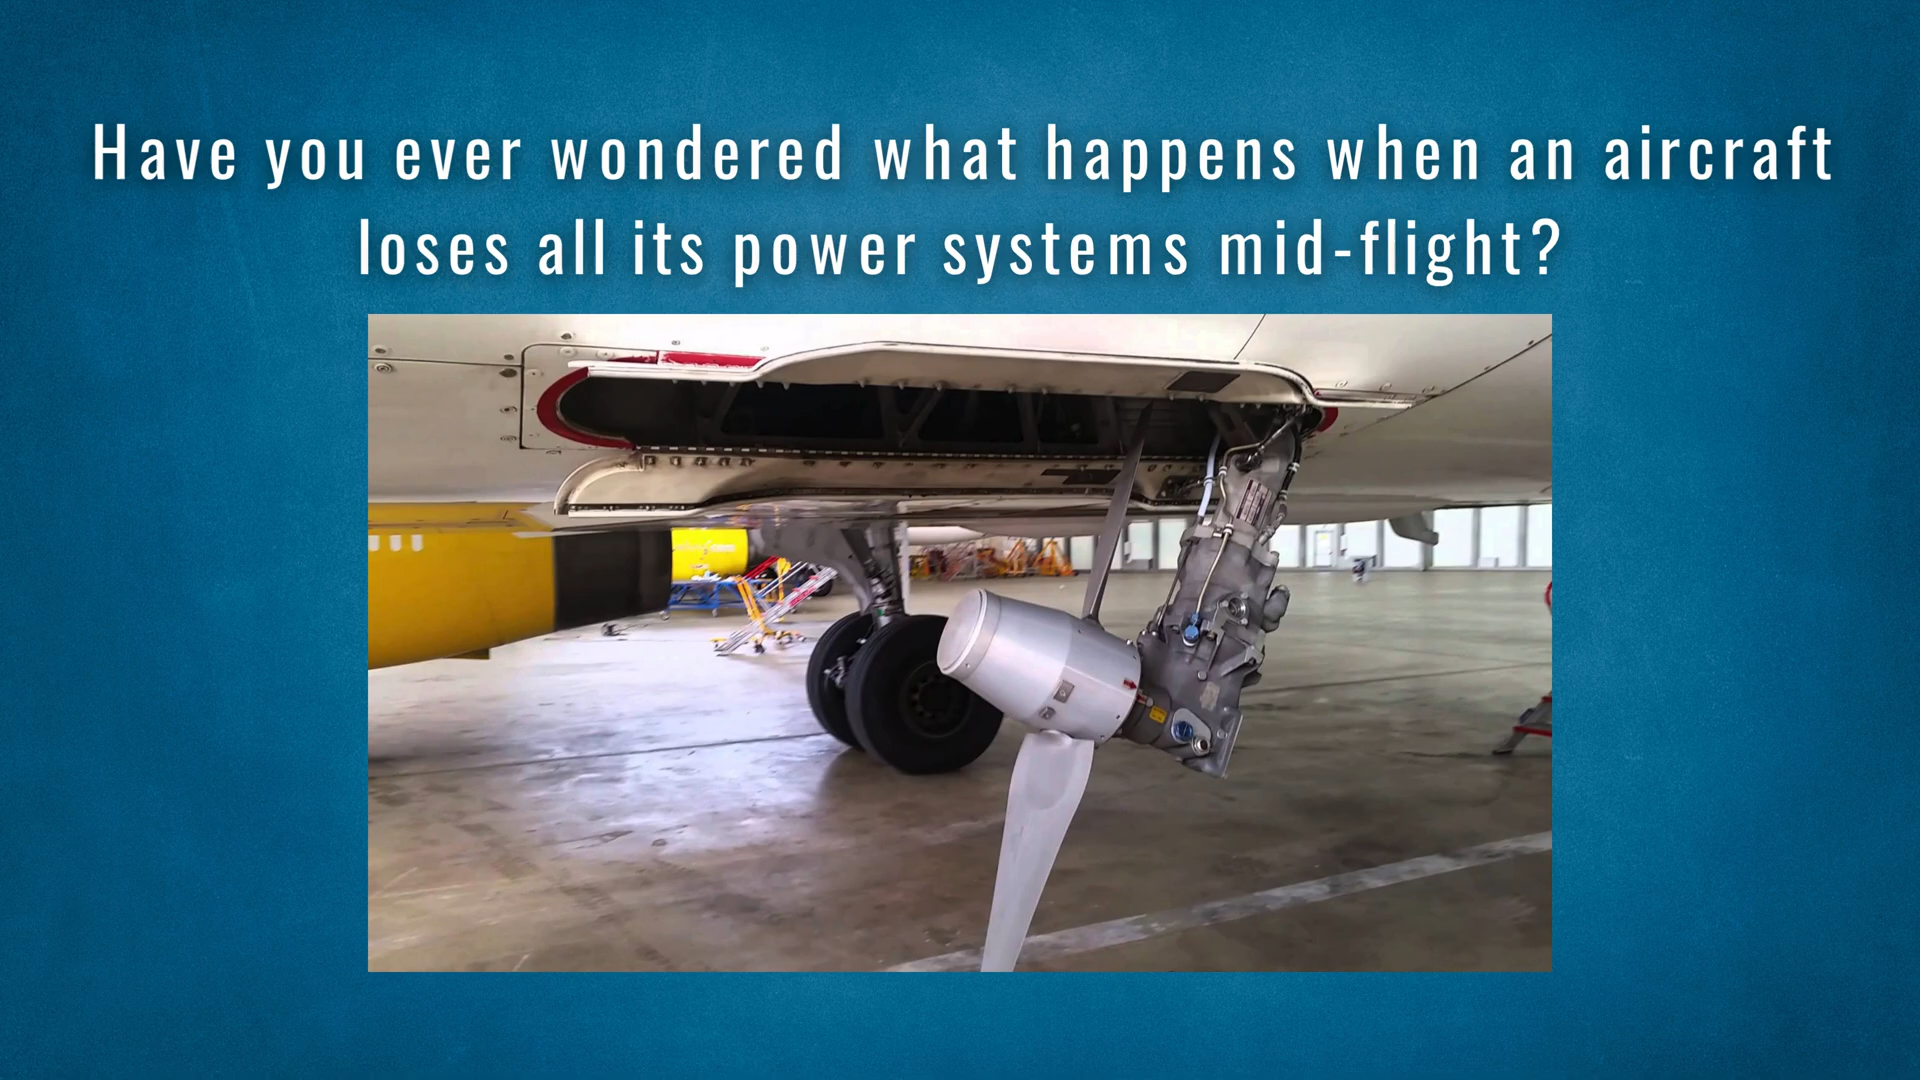 Have you ever wondered what happens when an aircraft
loses all its power systems mid-flight?